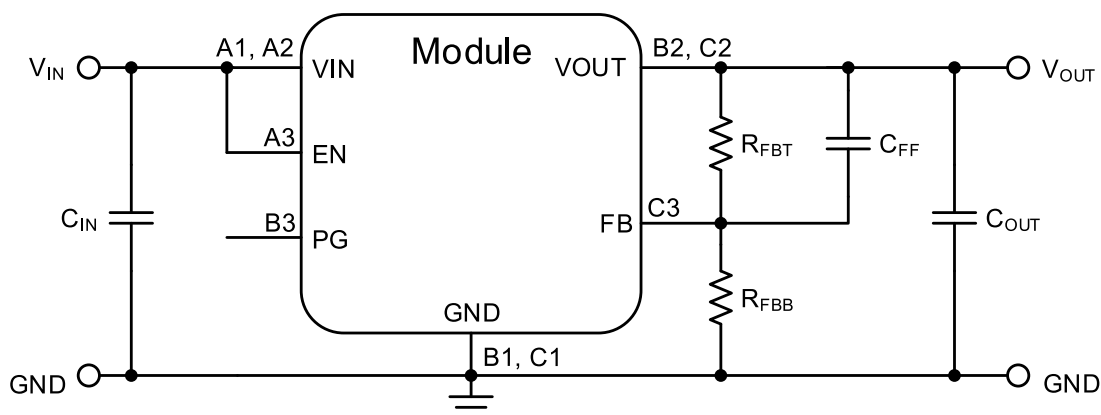 Module
A1, A2
B2, C2
VIN
VIN
VOUT
VOUT
A3
EN
RFBT
CFF
C3
CIN
B3
PG
FB
COUT
RFBB
GND
B1, C1
GND
GND